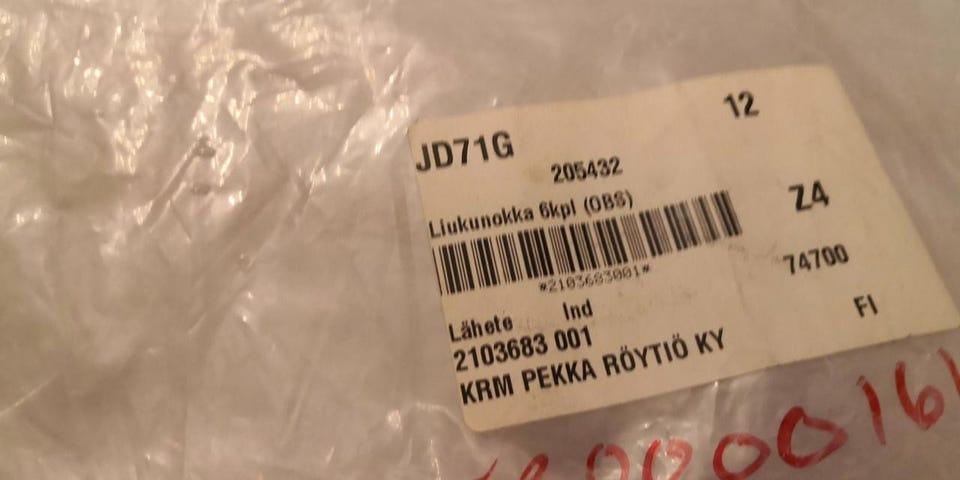 JD71G
12
205432
Liukunokka 6kpl (OBS)
Z4
*2103683001*
74700
Lähete Ind
2103683 001
FI
KRM PEKKA RÖYTIÖ KY